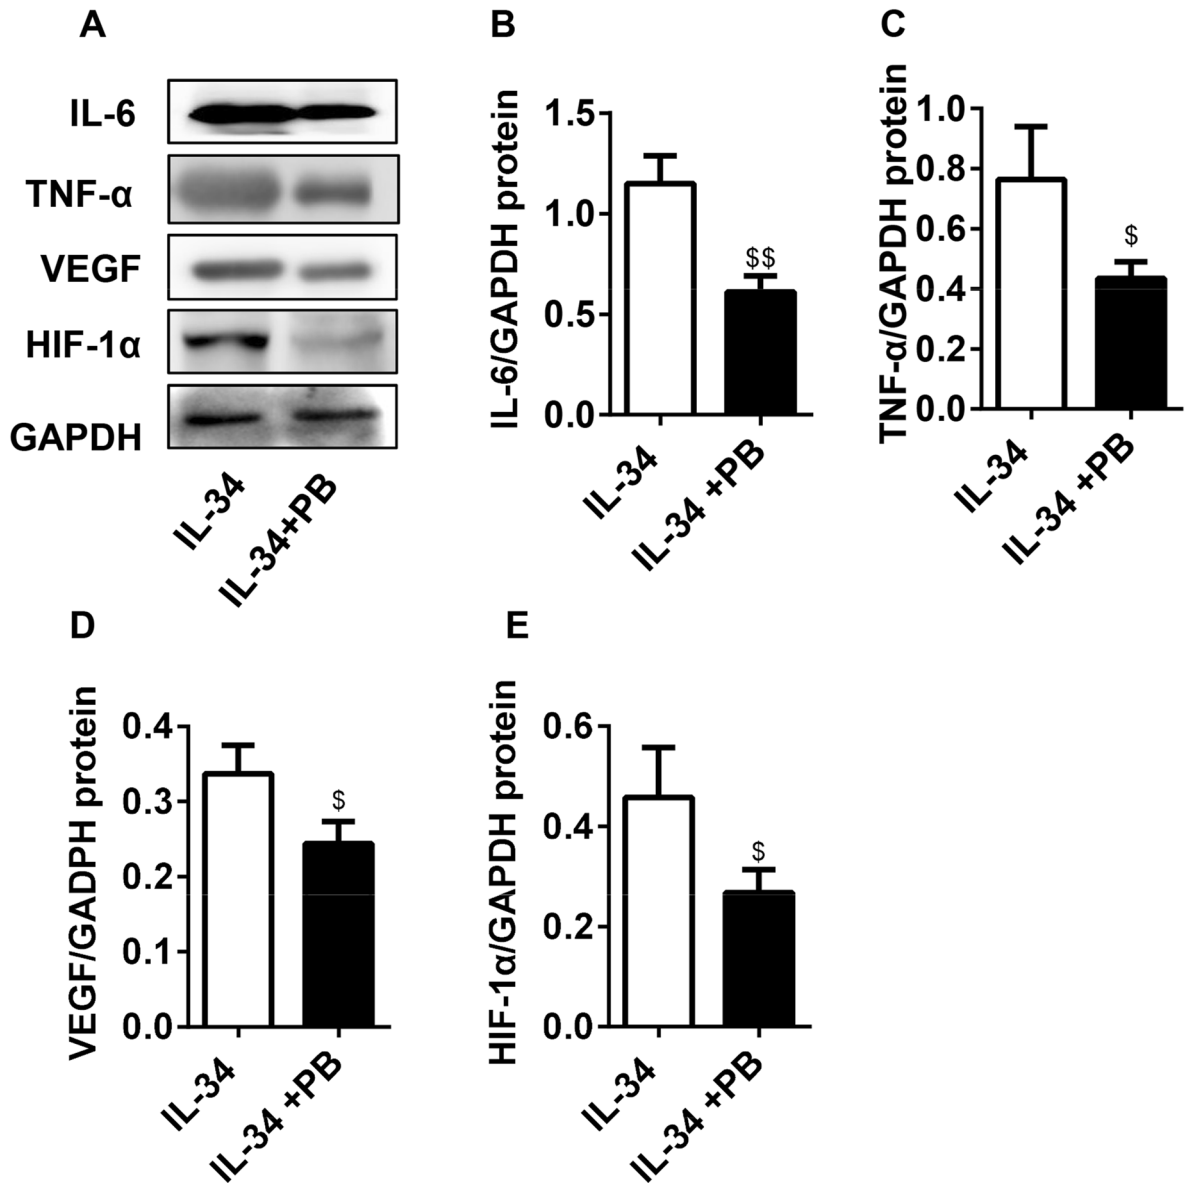 A
IL-6
TNF-α
VEGF
HIF-1α
GAPDH
IL-34
IL-34+PB
B
IL-6/GAPDH protein
1.5
1.0
0.5
0.0
$$
IL-34
IL-34 +PB
C
TNF-α/GAPDH protein
1.0
0.8
0.6
0.4
0.2
0.0
$
IL-34
IL-34 +PB
D
VEGF/GADPH protein
0.4
0.3
0.2
0.1
0.0
$
IL-34
IL-34 +PB
E
HIF-1α/GAPDH protein
0.6
0.4
0.2
0.0
$
IL-34
IL-34 +PB